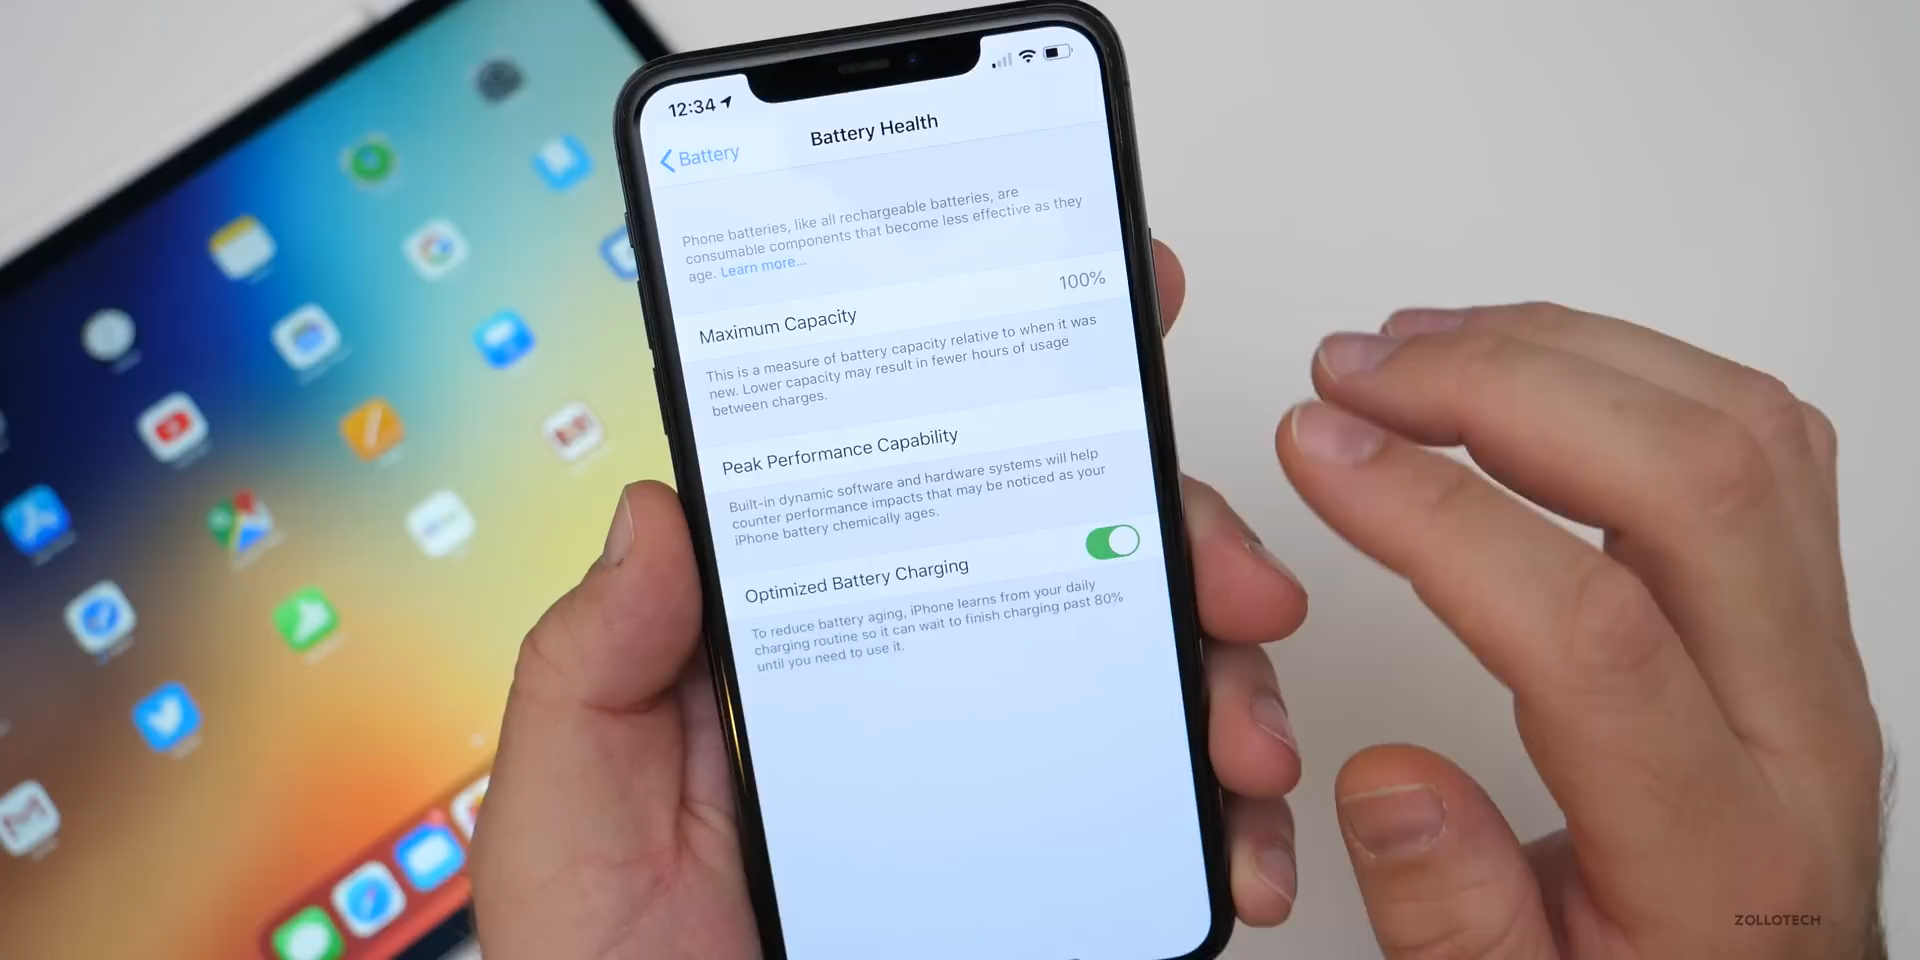 12:34
Battery
Battery Health
Phone batteries, like all rechargeable batteries, are
consumable components that become less effective as they
age. Learn more...
Maximum Capacity
100%
This is a measure of battery capacity relative to when it was
new. Lower capacity may result in fewer hours of usage
between charges.
Peak Performance Capability
Built-in dynamic software and hardware systems will help
counter performance impacts that may be noticed as your
iPhone battery chemically ages.
Optimized Battery Charging
To reduce battery aging, iPhone learns from your daily
charging routine so it can wait to finish charging past 80%
until you need to use it.
ZOLLOTECH